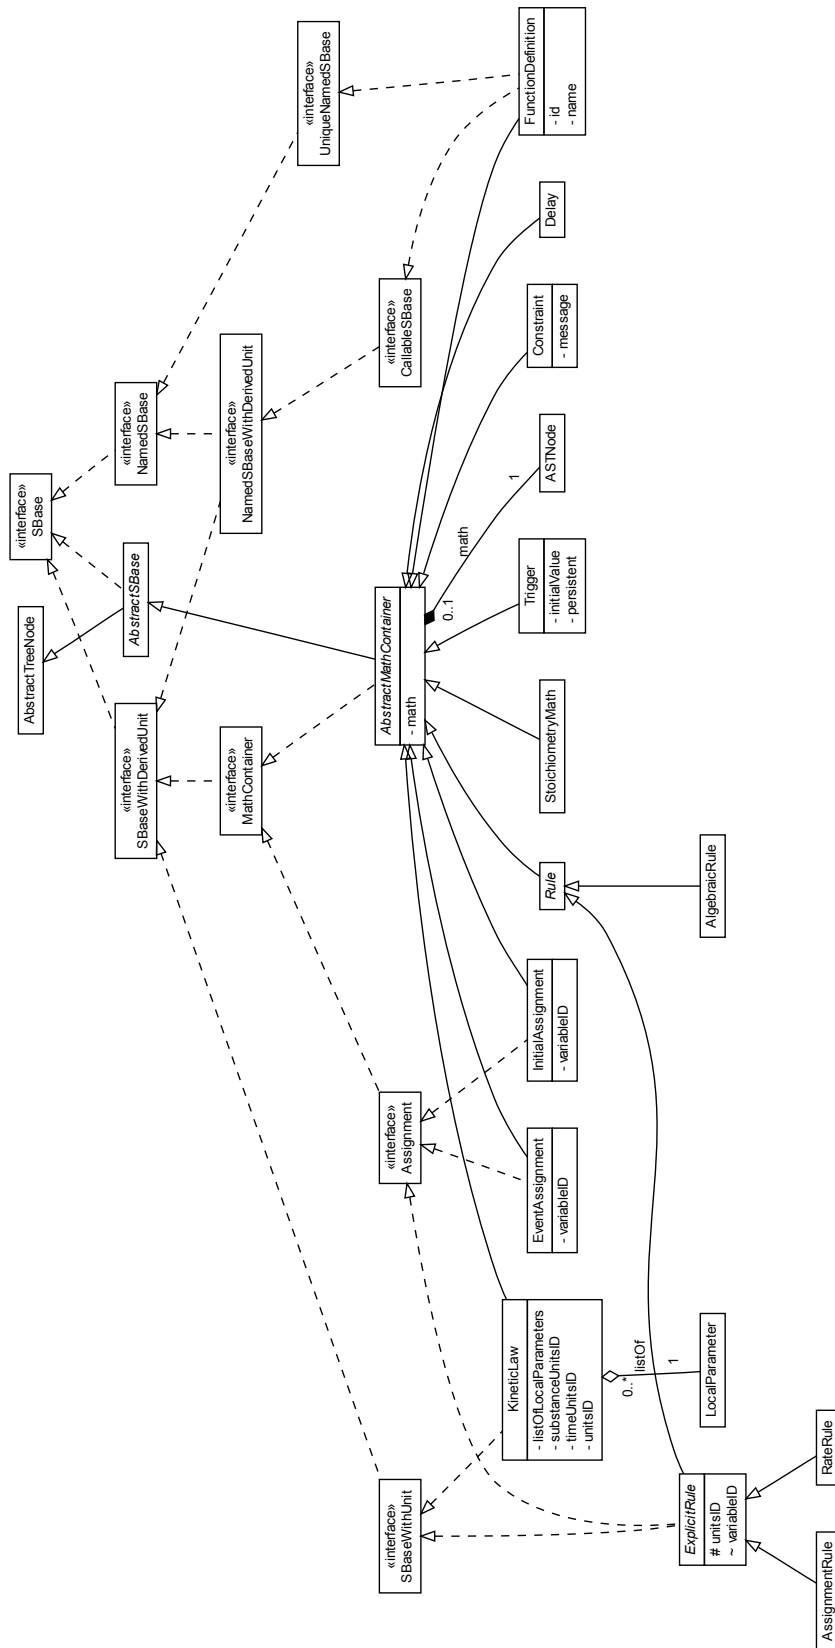 AbstractTreeNode
«interface»
SBase
AbstractSBase
«interface»
SBaseWithDerivedUnit
«interface»
NamedSBase
«interface»
UniqueNamedSBase
«interface»
MathContainer
«interface»
NamedSBaseWithDerivedUnit
«interface»
SBaseWithUnit
«interface»
Assignment
AbstractMathContainer
- math
«interface»
CallableSBase
0..1
math
1
KineticLaw
- listOfLocalParameters
- substanceUnitsID
- timeUnitsID
- unitsID
EventAssignment
- variableID
InitialAssignment
- variableID
Rule
StoichiometryMath
Trigger
- initialValue
- persistent
ASTNode
Constraint
- message
Delay
FunctionDefinition
- id
- name
0..*
listOf
1
ExplicitRule
# unitsID
~ variableID
LocalParameter
AlgebraicRule
AssignmentRule
RateRule